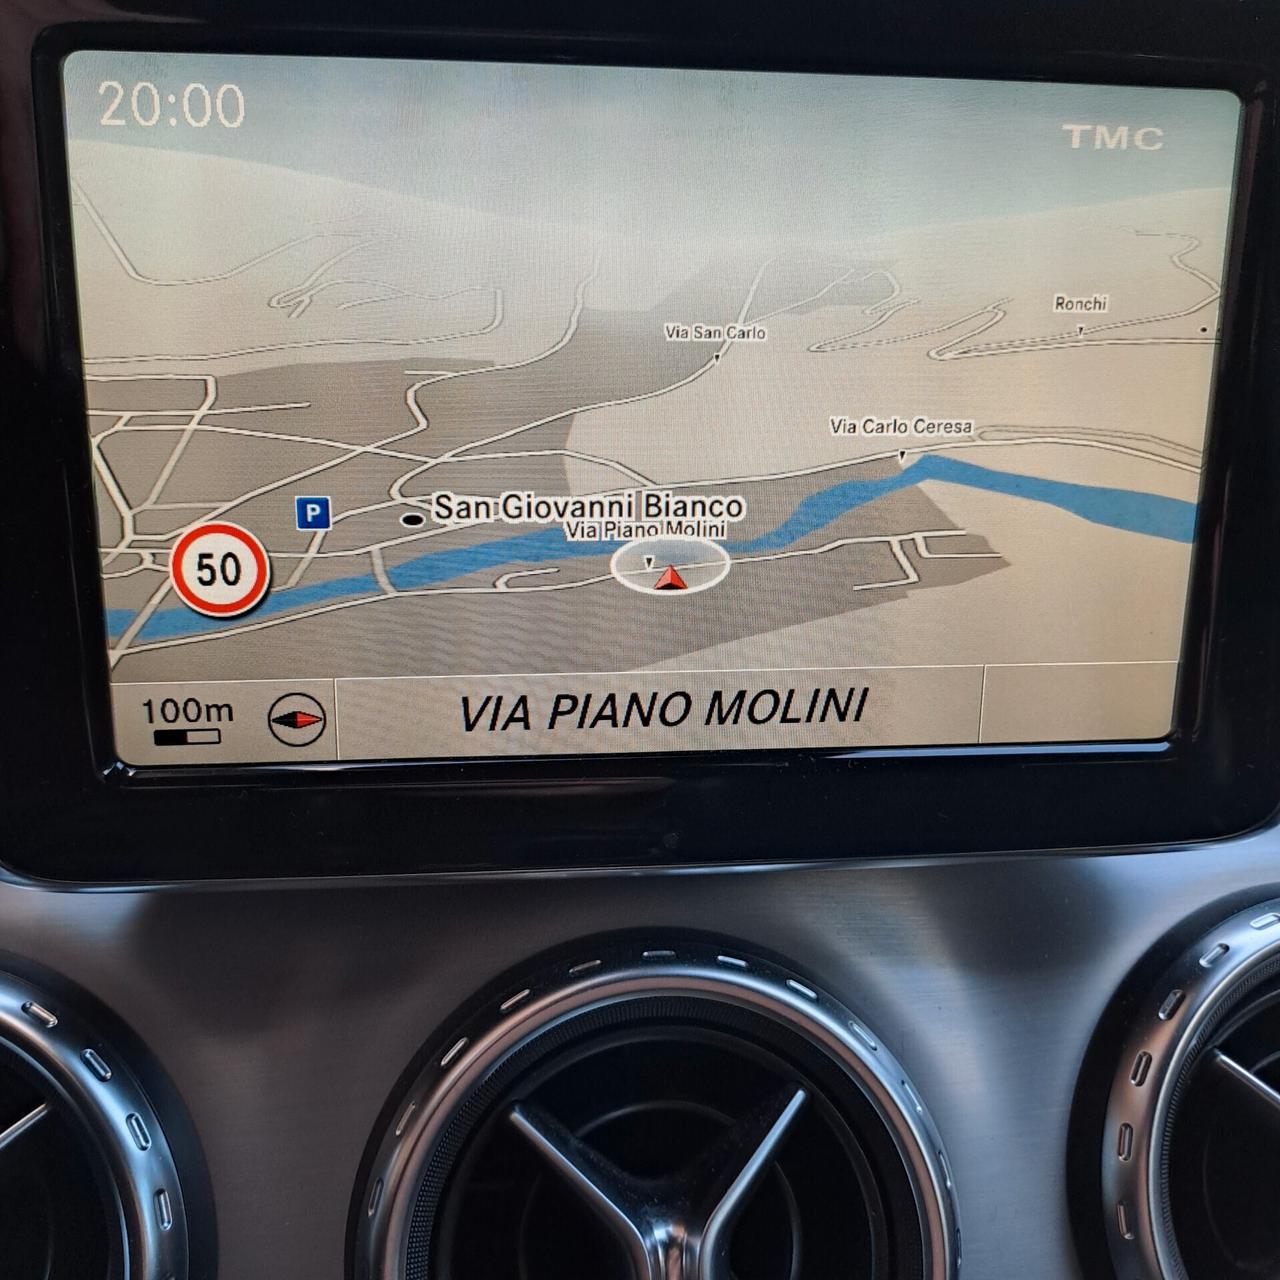 20:00
TMC
Ronchi
Via San Carlo
Via Carlo Ceresa
P
San Giovanni Bianco
Via Piano Molini
50
100m
VIA PIANO MOLINI